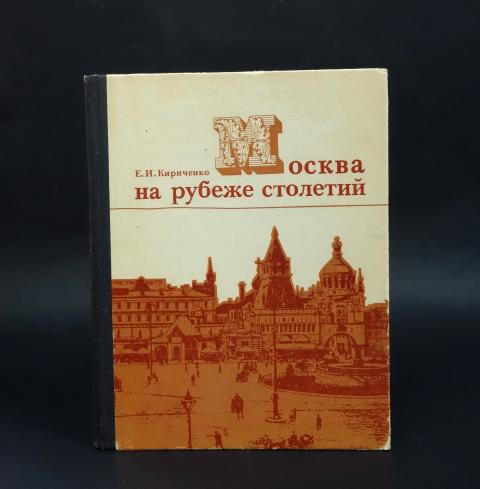 Е. И. Кириченко
Москва
на рубеже столетий